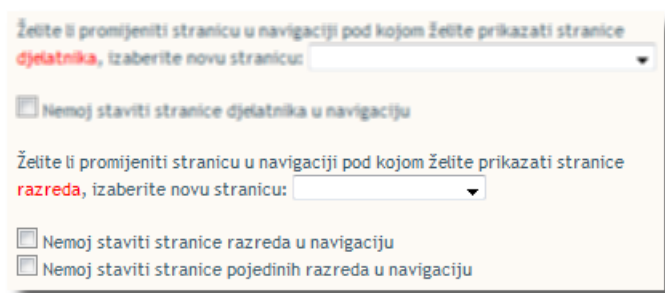 Želite li promijeniti stranicu u navigaciji pod kojom želite prikazati stranice
djelatnika, izaberite novu stranicu:
Nemoj staviti stranice djelatnika u navigaciju
Želite li promijeniti stranicu u navigaciji pod kojom želite prikazati stranice
razreda, izaberite novu stranicu:
Nemoj staviti stranice razreda u navigaciju
Nemoj staviti stranice pojedinih razreda u navigaciju